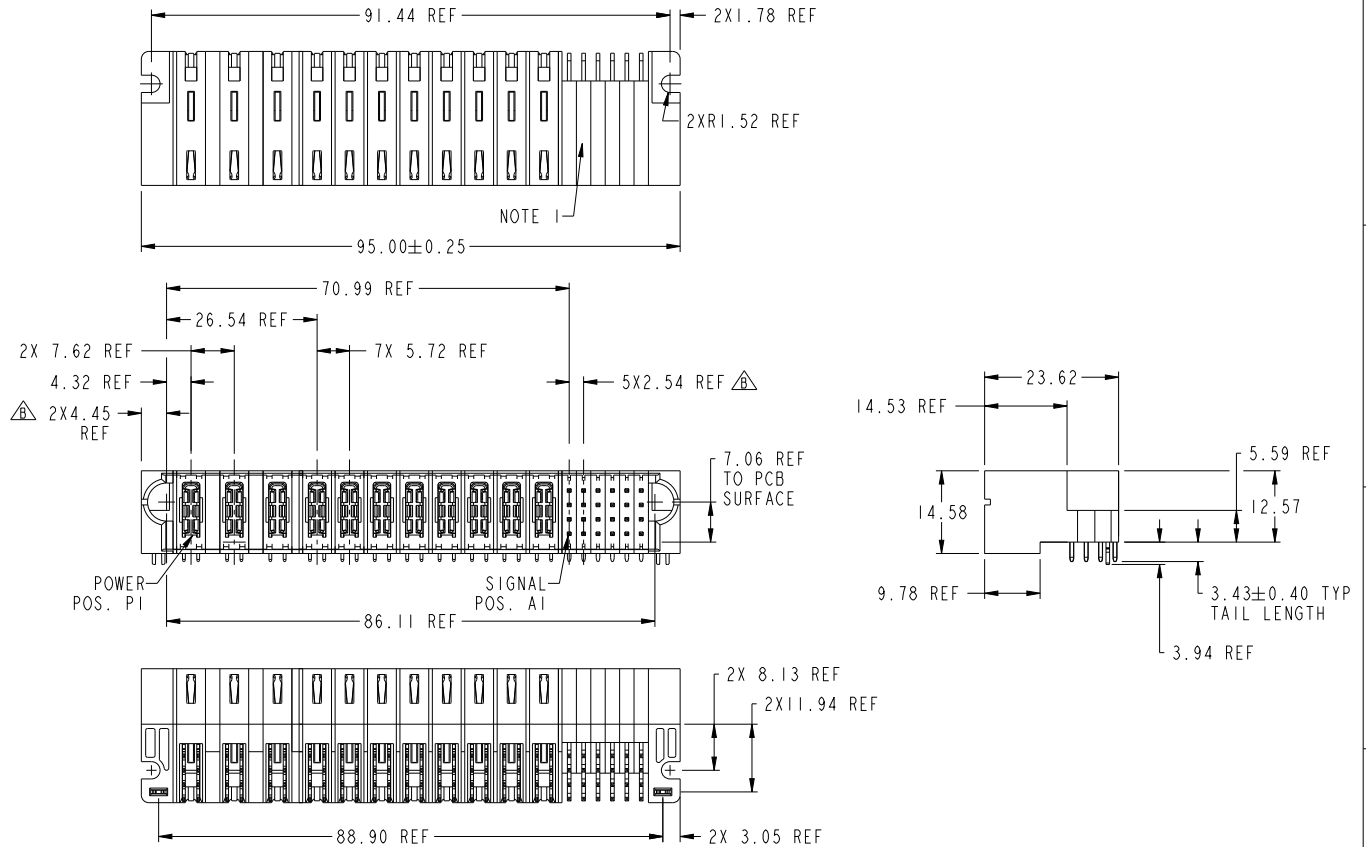 91.44 REF
2X1.78 REF
2XR1.52 REF
NOTE 1
95.00±0.25
70.99 REF
26.54 REF
2X 7.62 REF
7X 5.72 REF
4.32 REF
5X2.54 REF B
B 2X4.45
REF
7.06 REF
TO PCB
SURFACE
POWER
POS. P1
SIGNAL
POS. A1
86.11 REF
23.62
14.53 REF
5.59 REF
14.58
12.57
9.78 REF
3.43±0.40 TYP
TAIL LENGTH
3.94 REF
2X 8.13 REF
2X11.94 REF
88.90 REF
2X 3.05 REF